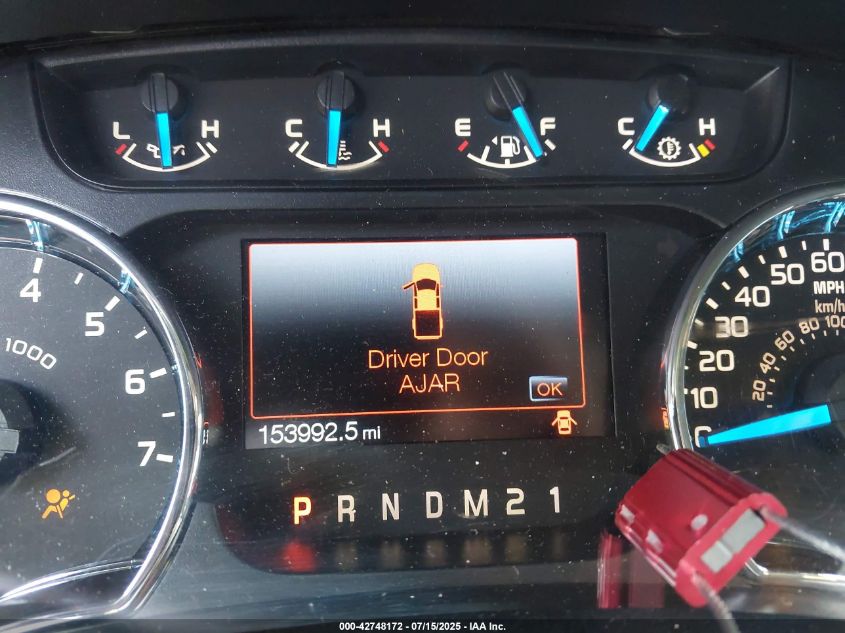 L H C H E F C H
4
5
6
7
1000
Driver Door
AJAR
OK
153992.5 mi
P R N D M 2 1
60
50
40
30
20
10
0
MPH
km/h
100
80
60
40
20
000-42748172 - 07/15/2025 - IAA Inc.